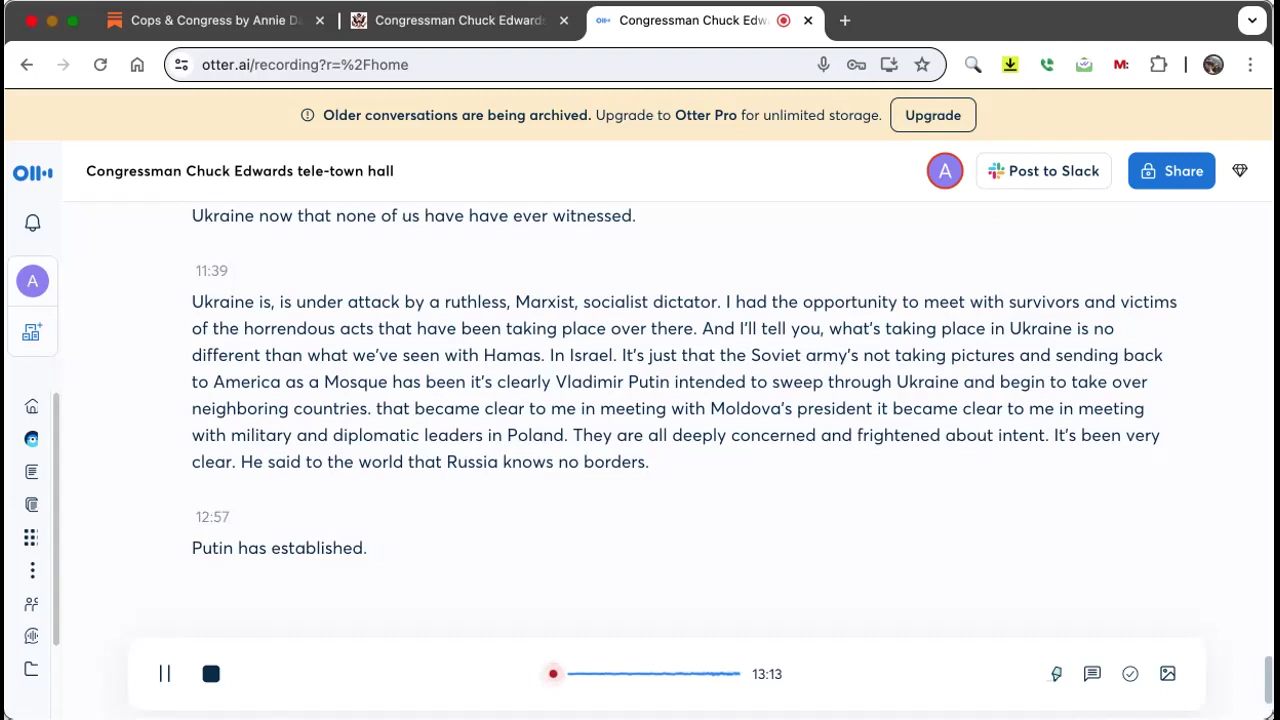 Cops & Congress by Annie Da
Congressman Chuck Edwards
Congressman Chuck Edw
otter.ai/recording?r=%2Fhome
M:
Older conversations are being archived. Upgrade to Otter Pro for unlimited storage.
Upgrade
Congressman Chuck Edwards tele-town hall
A
Post to Slack
Share
A
Ukraine now that none of us have have ever witnessed.
11:39
Ukraine is, is under attack by a ruthless, Marxist, socialist dictator. I had the opportunity to meet with survivors and victims
of the horrendous acts that have been taking place over there. And I'll tell you, what's taking place in Ukraine is no
different than what we've seen with Hamas. In Israel. It's just that the Soviet army's not taking pictures and sending back
to America as a Mosque has been it's clearly Vladimir Putin intended to sweep through Ukraine and begin to take over
neighboring countries. that became clear to me in meeting with Moldova's president it became clear to me in meeting
with military and diplomatic leaders in Poland. They are all deeply concerned and frightened about intent. It's been very
clear. He said to the world that Russia knows no borders.
12:57
Putin has established.
13:13